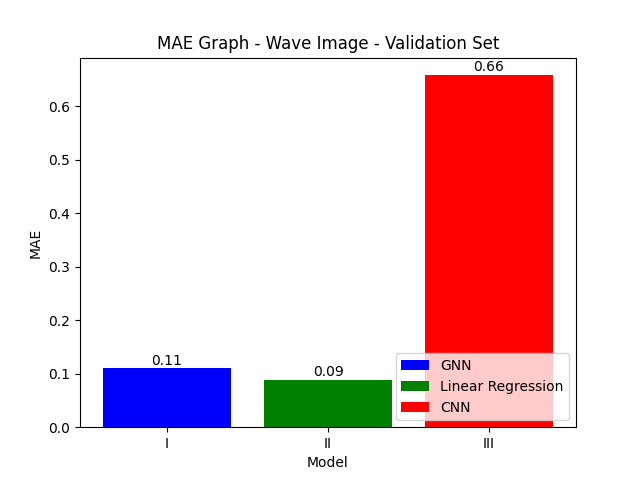 MAE Graph - Wave Image - Validation Set
MAE
0.6
0.5
0.4
0.3
0.2
0.1
0.0
0.11
0.09
0.66
GNN
Linear Regression
CNN
I
II
III
Model